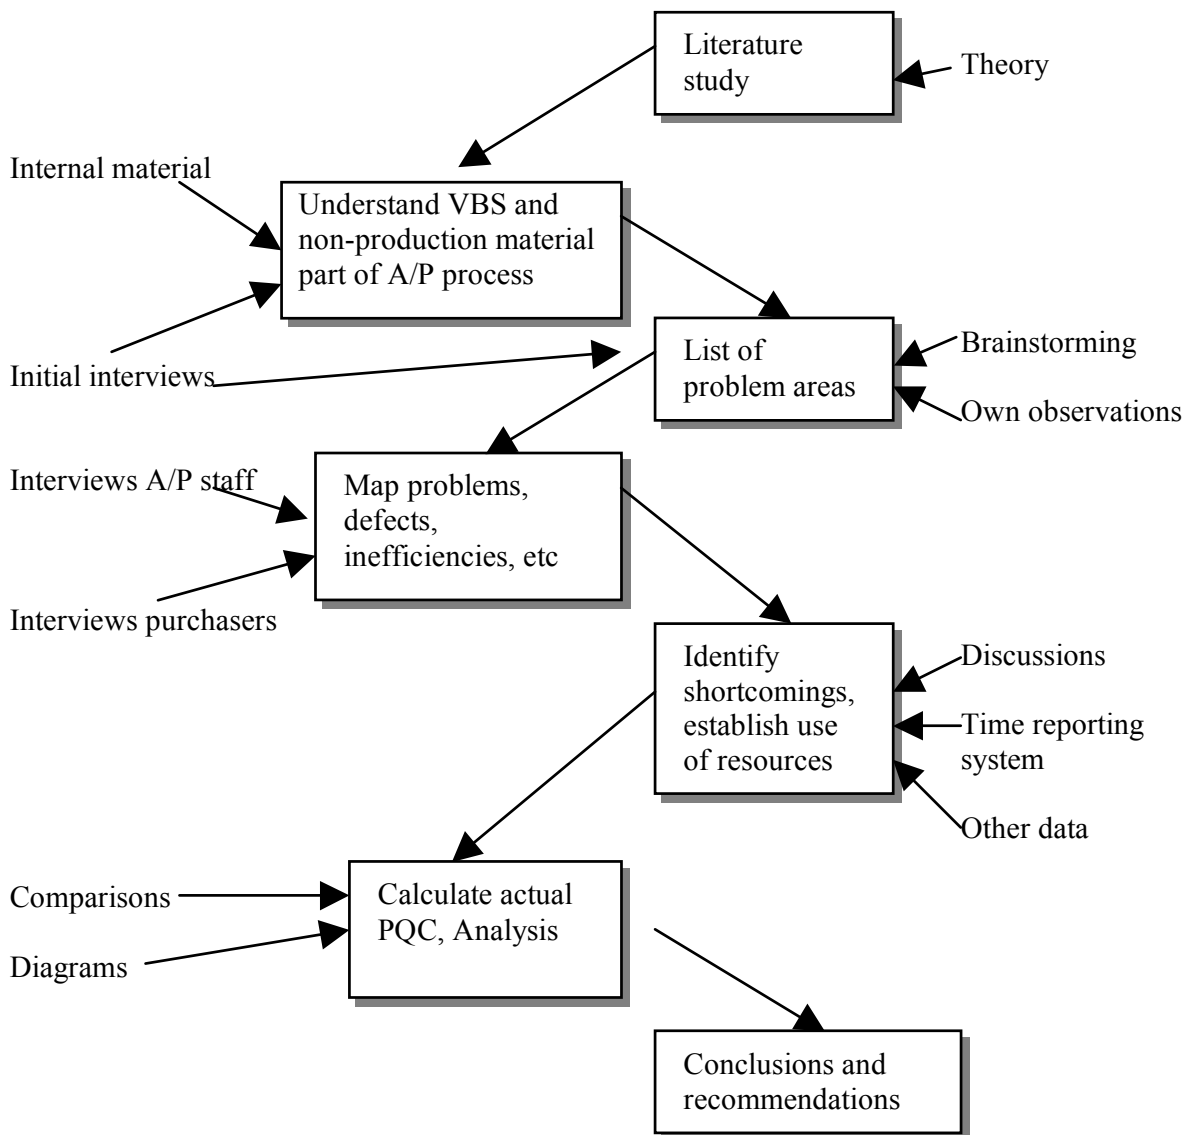 Literature
study
Theory
Internal material
Understand VBS and
non-production material
part of A/P process
Initial interviews
List of
problem areas
Brainstorming
Own observations
Interviews A/P staff
Map problems,
defects,
inefficiencies, etc
Interviews purchasers
Identify
shortcomings,
establish use
of resources
Discussions
Time reporting
system
Other data
Comparisons
Calculate actual
PQC, Analysis
Diagrams
Conclusions and
recommendations